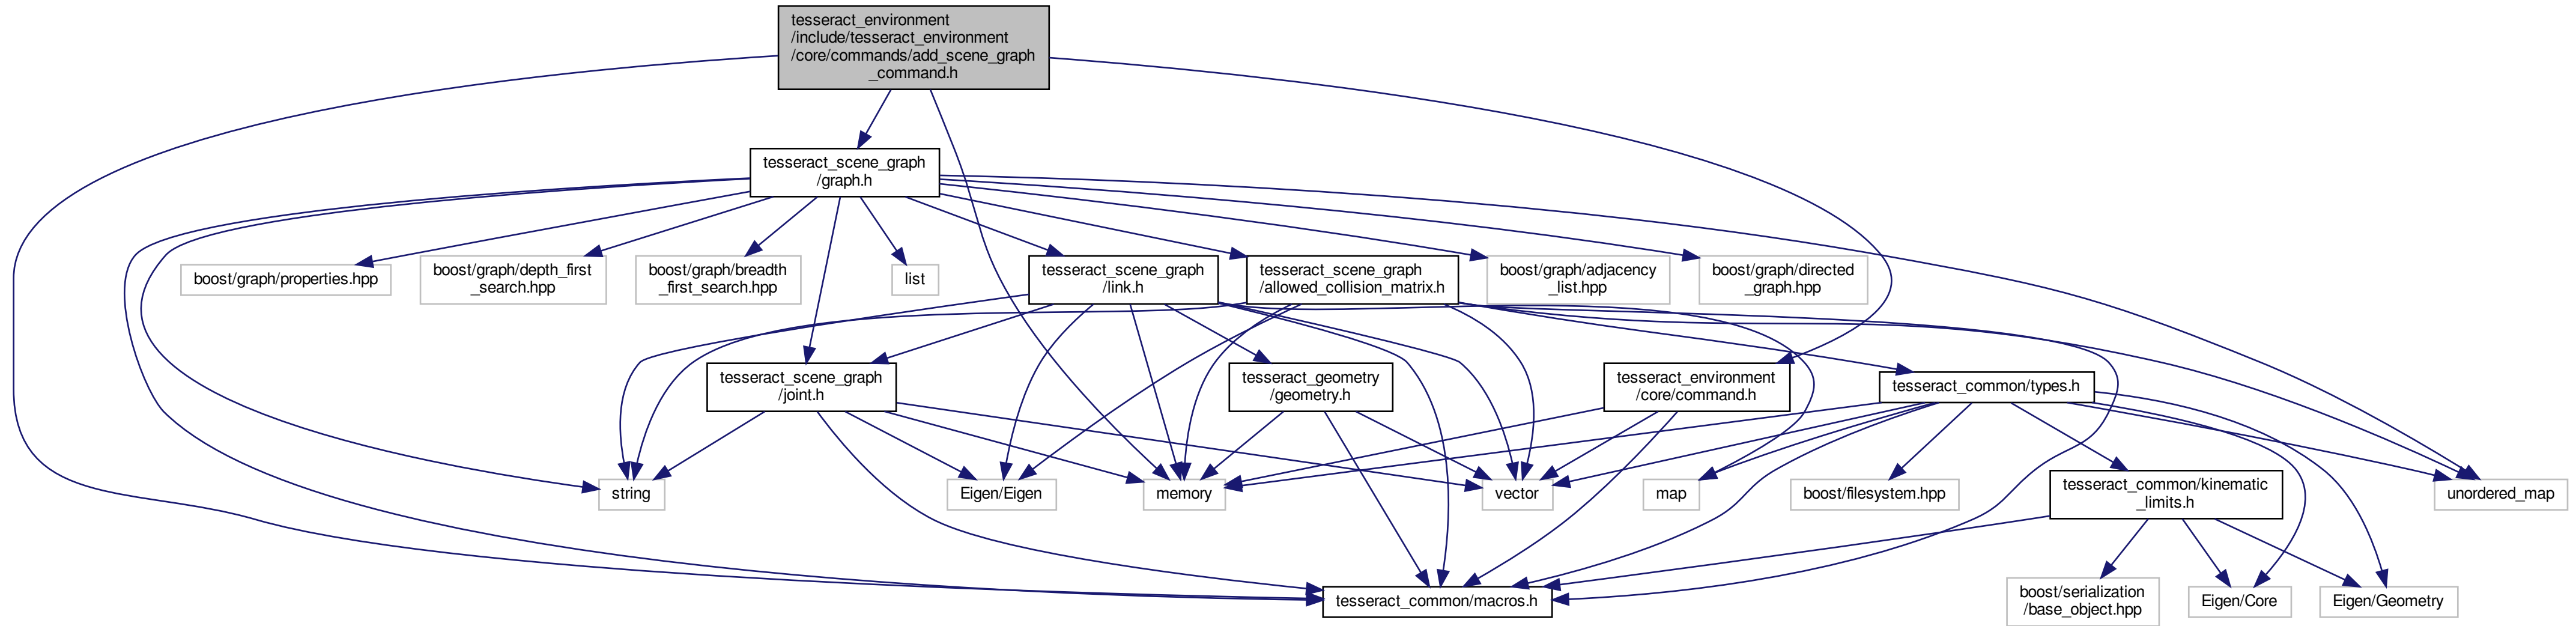 tesseract_environment
/include/tesseract_environment
/core/commands/add_scene_graph
_command.h
tesseract_scene_graph
/graph.h
boost/graph/properties.hpp
boost/graph/depth_first
_search.hpp
boost/graph/breadth
_first_search.hpp
list
tesseract_scene_graph
/link.h
tesseract_scene_graph
/allowed_collision_matrix.h
boost/graph/adjacency
_list.hpp
boost/graph/directed
_graph.hpp
tesseract_scene_graph
/joint.h
tesseract_geometry
/geometry.h
tesseract_environment
/core/command.h
tesseract_common/types.h
string
Eigen/Eigen
memory
vector
map
boost/filesystem.hpp
tesseract_common/kinematic
_limits.h
unordered_map
tesseract_common/macros.h
boost/serialization
/base_object.hpp
Eigen/Core
Eigen/Geometry